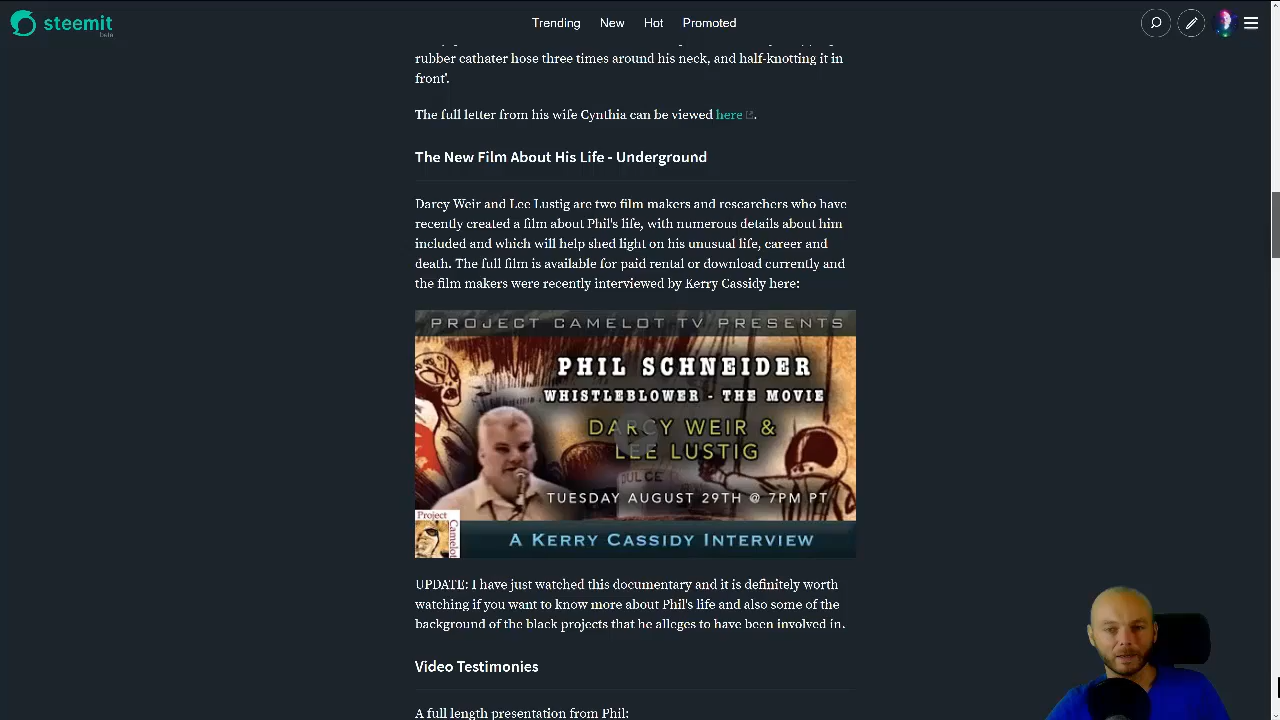 steemit
beta
Trending New Hot Promoted
rubber cathater hose three times around his neck, and half-knotting it in
front'.
The full letter from his wife Cynthia can be viewed here.
The New Film About His Life - Underground
Darcy Weir and Lee Lustig are two film makers and researchers who have
recently created a film about Phil's life, with numerous details about him
included and which will help shed light on his unusual life, career and
death. The full film is available for paid rental or download currently and
the film makers were recently interviewed by Kerry Cassidy here:
PROJECT CAMELOT TV PRESENTS
PHIL SCHNEIDER
WHISTLEBLOWER - THE MOVIE
DARCY WEIR &
LEE LUSTIG
DULCE
TUESDAY AUGUST 29TH @ 7PM PT
Project
Camelot
A KERRY CASSIDY INTERVIEW
UPDATE: I have just watched this documentary and it is definitely worth
watching if you want to know more about Phil's life and also some of the
background of the black projects that he alleges to have been involved in.
Video Testimonies
A full length presentation from Phil: